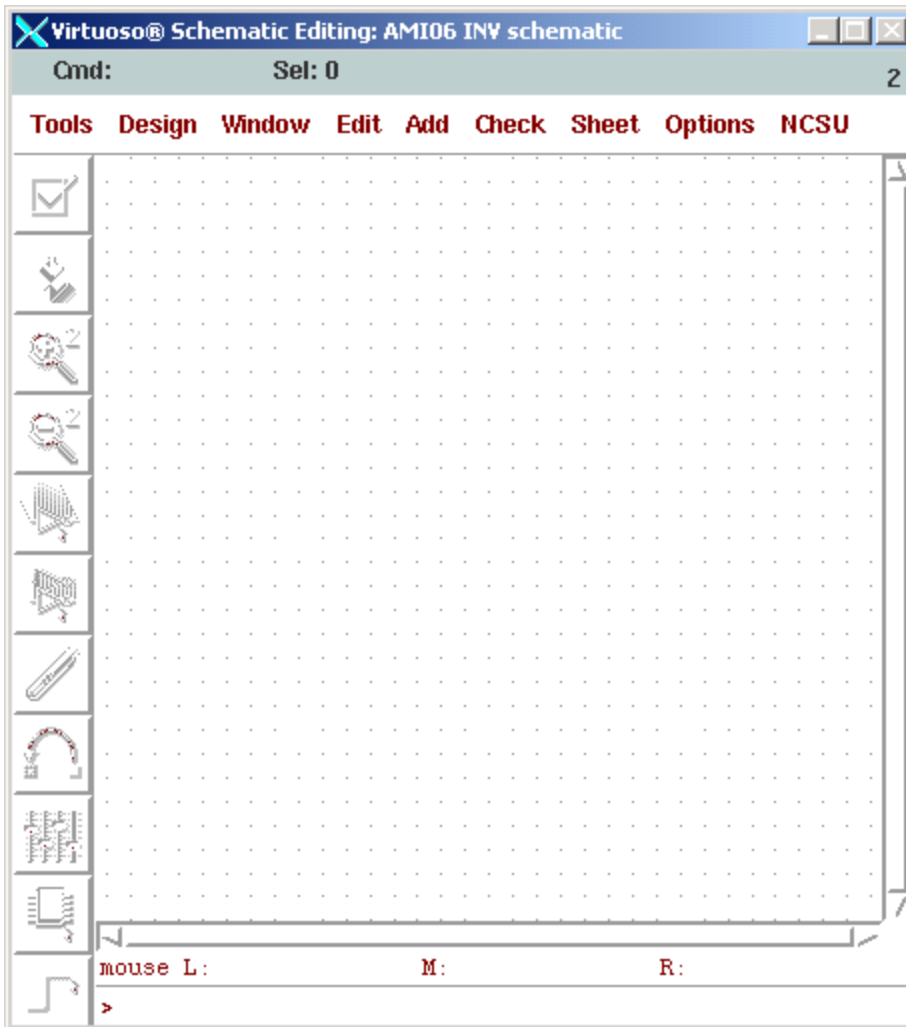 Virtuoso® Schematic Editing: AMI06 INV schematic
Cmd: Sel: 0 2
Tools Design Window Edit Add Check Sheet Options NCSU
mouse L: M: R:
>